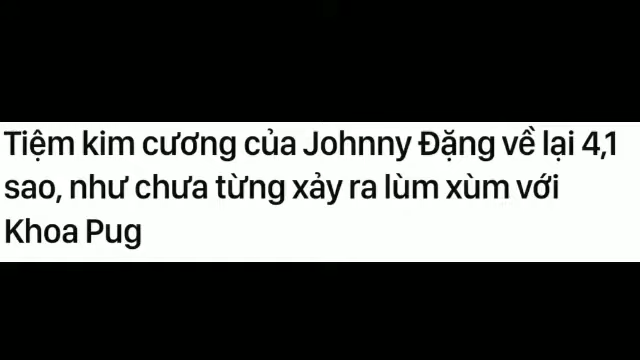 Tiệm kim cương của Johnny Đặng về lại 4,1
sao, như chưa từng xảy ra lùm xùm với
Khoa Pug